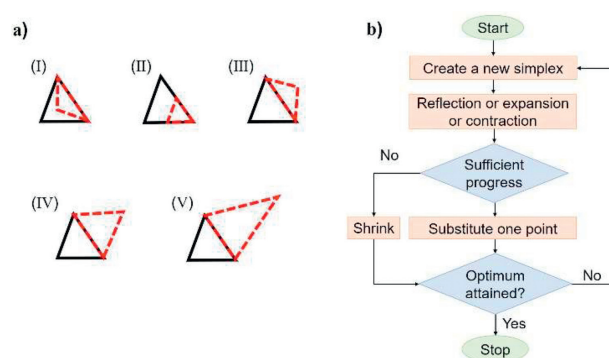 a)
(I)
(II)
(III)
(IV)
(V)
b)
Start
Create a new simplex
Reflection or expansion
or contraction
No
Sufficient
progress
Shrink
Substitute one point
Optimum
attained?
No
Yes
Stop